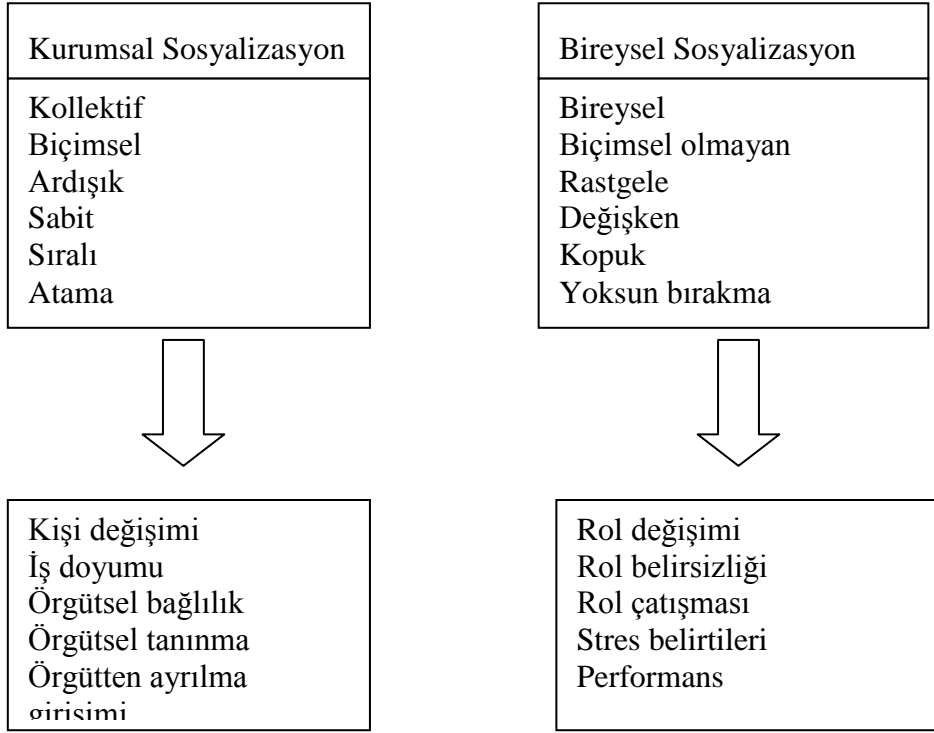 Kurumsal Sosyalizasyon
Kollektif
Biçimsel
Ardışık
Sabit
Sıralı
Atama
Bireysel Sosyalizasyon
Bireysel
Biçimsel olmayan
Rastgele
Değişken
Kopuk
Yoksun bırakma
Kişi değişimi
İş doyumu
Örgütsel bağlılık
Örgütsel tanınma
Örgütten ayrılma
girişimi
Rol değişimi
Rol belirsizliği
Rol çatışması
Stres belirtileri
Performans